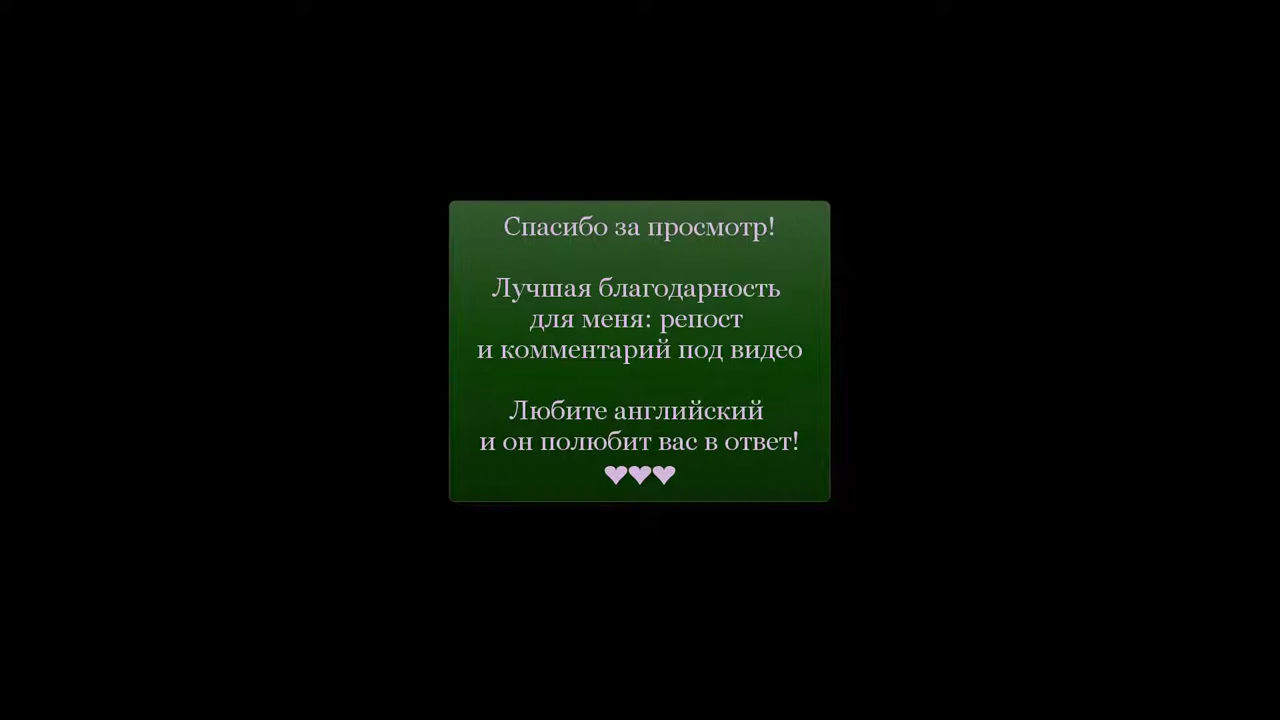 Спасибо за просмотр!
Лучшая благодарность
для меня: репост
и комментарий под видео
Любите английский
и он полюбит вас в ответ!
❤❤❤